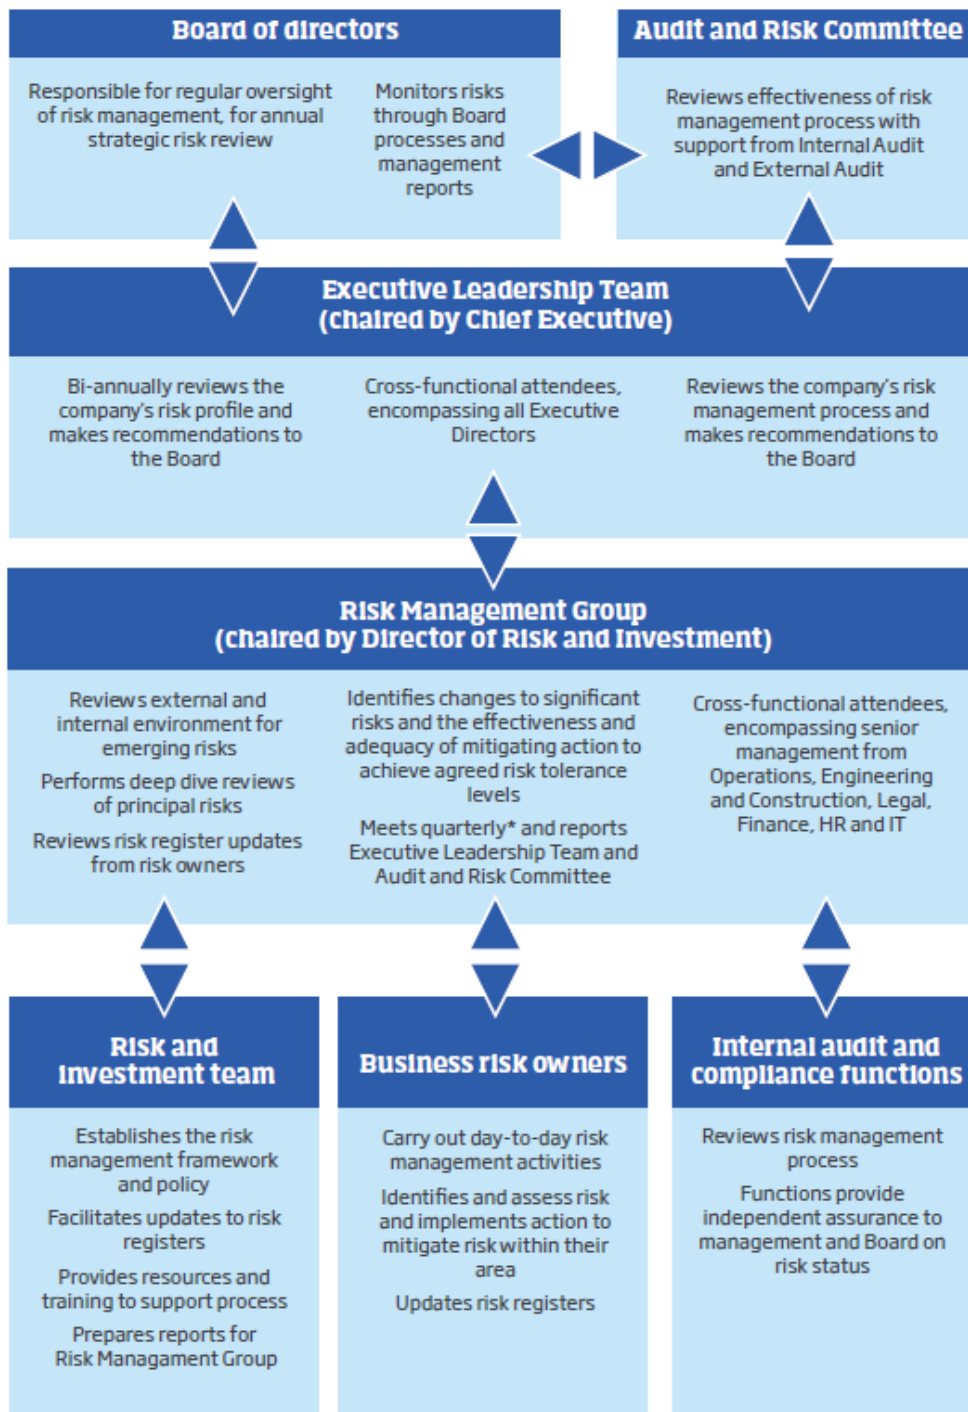 Board of directors
Responsible for regular oversight
of risk management, for annual
strategic risk review
Monitors risks
through Board
processes and
management
reports
Audit and Risk Committee
Reviews effectiveness of risk
management process with
support from Internal Audit
and External Audit
Executive Leadership Team
(chaired by Chief Executive)
Bi-annually reviews the
company's risk profile and
makes recommendations to
the Board
Cross-functional attendees,
encompassing all Executive
Directors
Reviews the company's risk
management process and
makes recommendations to
the Board
Risk Management Group
(chaired by Director of Risk and Investment)
Reviews external and
internal environment for
emerging risks
Performs deep dive reviews
of principal risks
Reviews risk register updates
from risk owners
Identifies changes to significant
risks and the effectiveness and
adequacy of mitigating action to
achieve agreed risk tolerance
levels
Meets quarterly* and reports
Executive Leadership Team and
Audit and Risk Committee
Cross-functional attendees,
encompassing senior
management from
Operations, Engineering
and Construction, Legal,
Finance, HR and IT
Risk and
investment team
Establishes the risk
management framework
and policy
Facilitates updates to risk
registers
Provides resources and
training to support process
Prepares reports for
Risk Managament Group
Business risk owners
Carry out day-to-day risk
management activities
Identifies and assess risk
and implements action to
mitigate risk within their
area
Updates risk registers
Internal audit and
compliance functions
Reviews risk management
process
Functions provide
independent assurance to
management and Board on
risk status